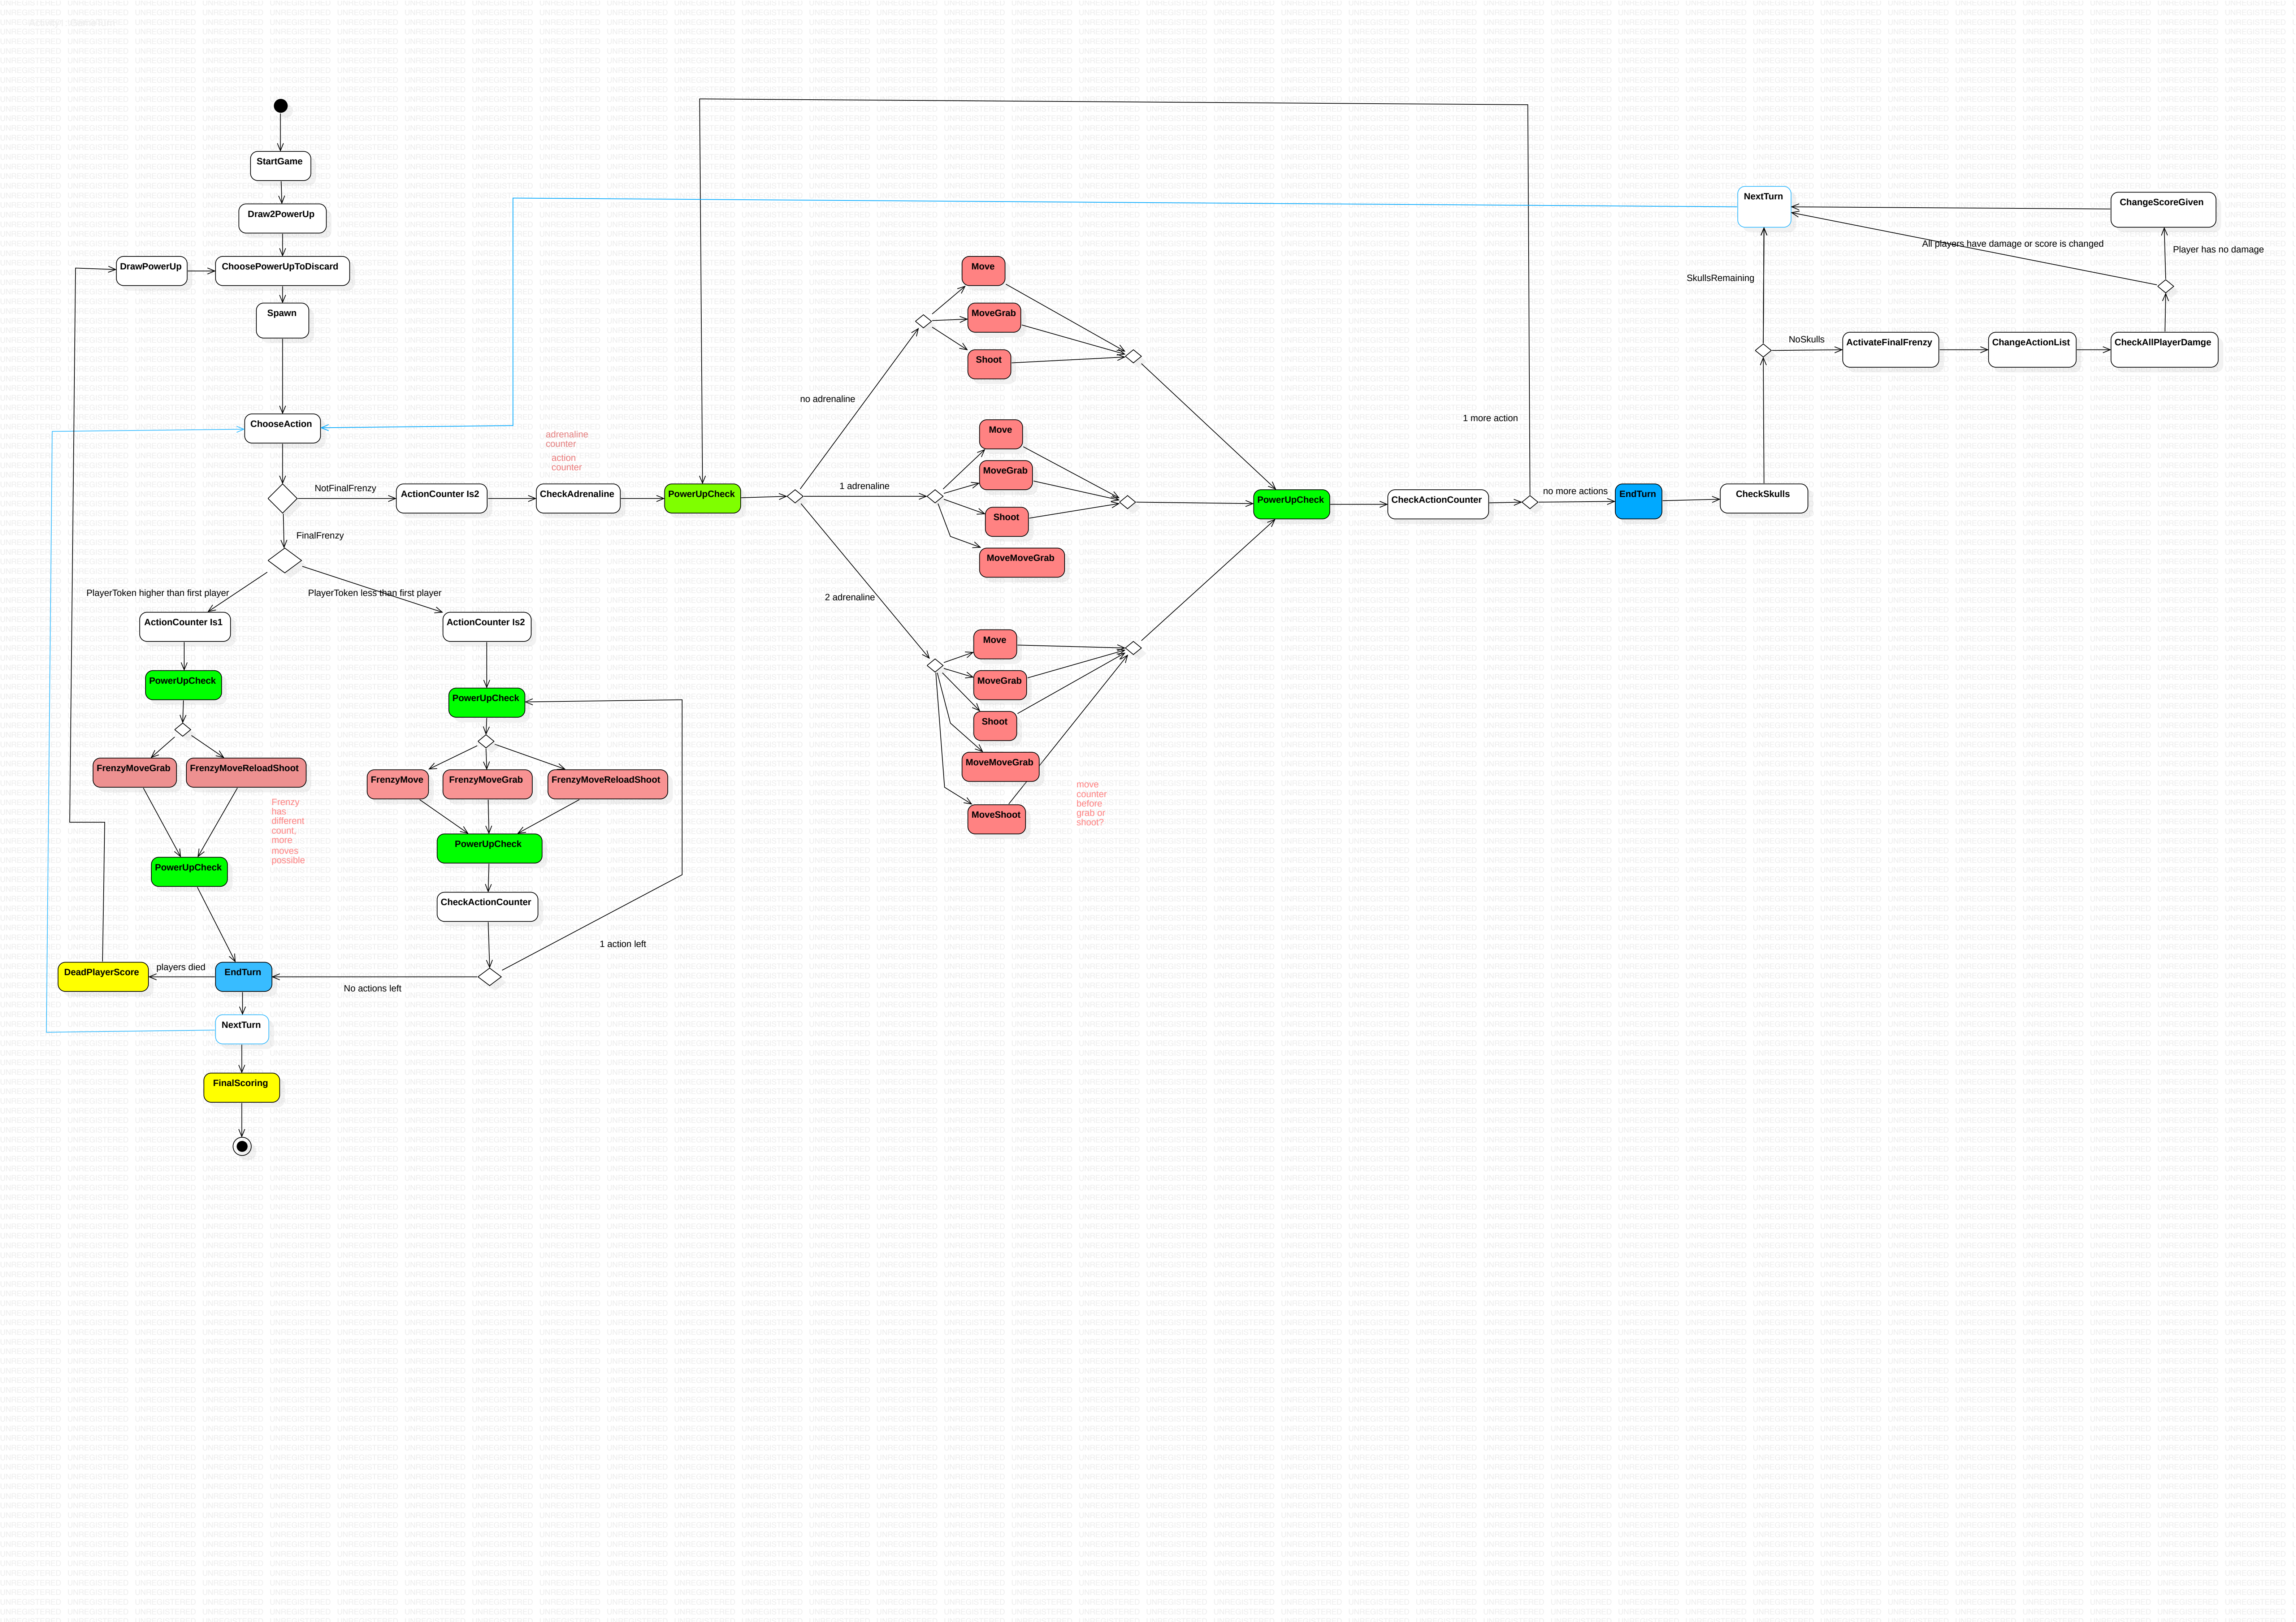 StartGame
Draw2PowerUp
DrawPowerUp
ChoosePowerUpToDiscard
Spawn
ChooseAction
NotFinalFrenzy
ActionCounter Is2
adrenaline
counter
action
counter
CheckAdrenaline
PowerUpCheck
no adrenaline
1 adrenaline
2 adrenaline
Move
MoveGrab
Shoot
Move
MoveGrab
Shoot
MoveMoveGrab
Move
MoveGrab
Shoot
MoveMoveGrab
MoveShoot
move
counter
before
grab or
shoot?
PowerUpCheck
CheckActionCounter
1 more action
no more actions
EndTurn
CheckSkulls
SkullsRemaining
NoSkulls
NextTurn
ActivateFinalFrenzy
ChangeActionList
CheckAllPlayerDamge
All players have damage or score is changed
Player has no damage
ChangeScoreGiven
FinalFrenzy
PlayerToken higher than first player
PlayerToken less than first player
ActionCounter Is1
ActionCounter Is2
PowerUpCheck
PowerUpCheck
FrenzyMoveGrab
FrenzyMoveReloadShoot
FrenzyMove
FrenzyMoveGrab
FrenzyMoveReloadShoot
Frenzy
has
different
count,
more
moves
possible
PowerUpCheck
PowerUpCheck
CheckActionCounter
1 action left
No actions left
DeadPlayerScore
players died
EndTurn
NextTurn
FinalScoring
UNREGISTERED